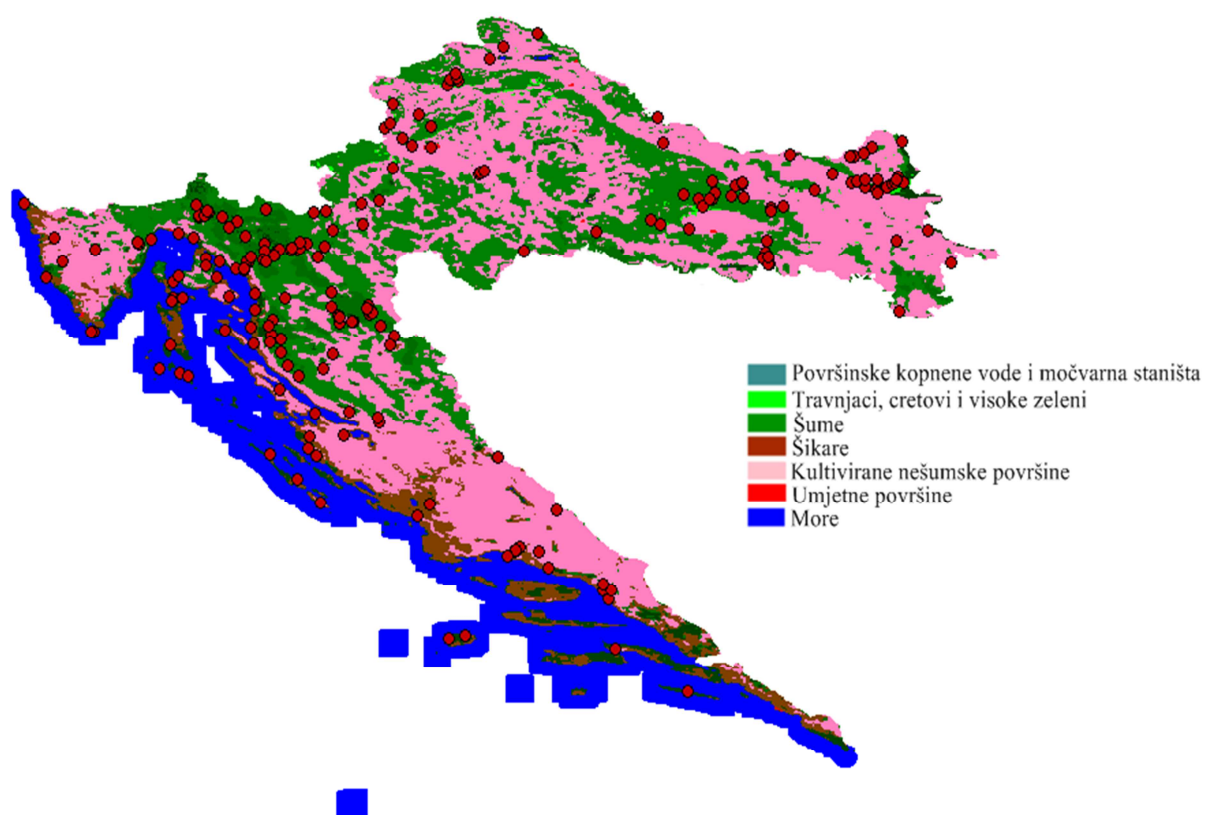 Površinske kopnene vode i močvarna staništa
Travnjaci, cretovi i visoke zeleni
Šume
Šikare
Kultivirane nešumske površine
Umjetne površine
More